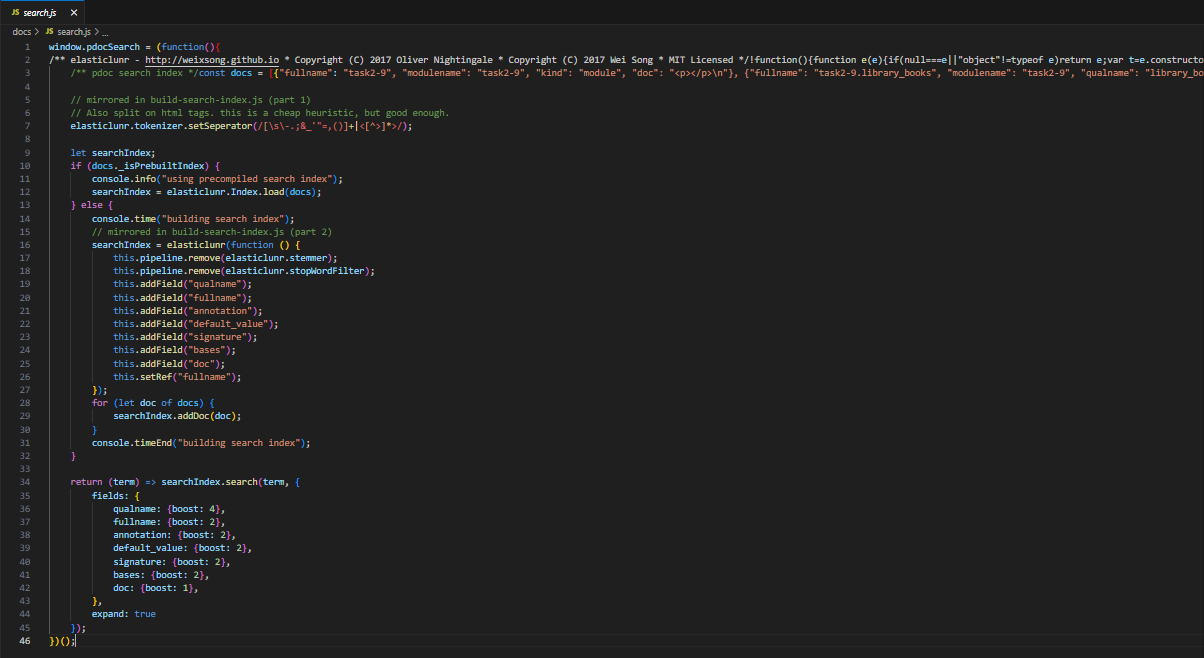 JS search.js ×
docs > JS search.js > ...
1 window.pdocSearch = (function(){
2 /** elasticlunr - http://weixsong.github.io * Copyright (C) 2017 Oliver Nightingale * Copyright (C) 2017 Wei Song * MIT Licensed */!function(){function e(e){if(null===e||"object"!=typeof e)return e;var t=e.constructo
3 /** pdoc search index */const docs = [{"fullname": "task2-9", "modulename": "task2-9", "kind": "module", "doc": "<p></p>\n"}, {"fullname": "task2-9.library_books", "modulename": "task2-9", "qualname": "library_bo
4
5 // mirrored in build-search-index.js (part 1)
6 // Also split on html tags. this is a cheap heuristic, but good enough.
7 elasticlunr.tokenizer.setSeperator(/[\s\-.;&_'"=,()]+|<[^>]*>/);
8
9 let searchIndex;
10 if (docs._isPrebuiltIndex) {
11 console.info("using precompiled search index");
12 searchIndex = elasticlunr.Index.load(docs);
13 } else {
14 console.time("building search index");
15 // mirrored in build-search-index.js (part 2)
16 searchIndex = elasticlunr(function () {
17 this.pipeline.remove(elasticlunr.stemmer);
18 this.pipeline.remove(elasticlunr.stopWordFilter);
19 this.addField("qualname");
20 this.addField("fullname");
21 this.addField("annotation");
22 this.addField("default_value");
23 this.addField("signature");
24 this.addField("bases");
25 this.addField("doc");
26 this.setRef("fullname");
27 });
28 for (let doc of docs) {
29 searchIndex.addDoc(doc);
30 }
31 console.timeEnd("building search index");
32 }
33
34 return (term) => searchIndex.search(term, {
35 fields: {
36 qualname: {boost: 4},
37 fullname: {boost: 2},
38 annotation: {boost: 2},
39 default_value: {boost: 2},
40 signature: {boost: 2},
41 bases: {boost: 2},
42 doc: {boost: 1},
43 },
44 expand: true
45 });
46 })();